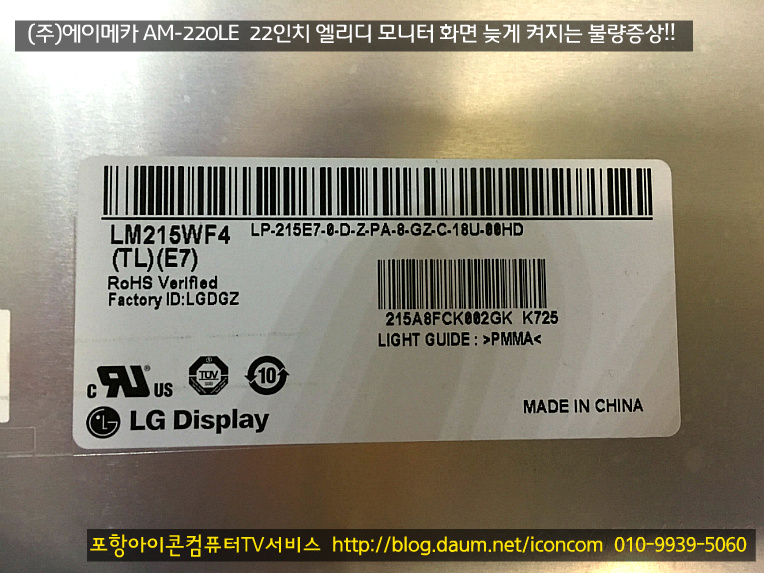 (주)에이메카 AM-220LE 22인치 엘리디 모니터 화면 늦게 켜지는 불량증상!!
LM215WF4
LP-215E7-0-D-Z-PA-8-GZ-C-18U-00HD
(TL)(E7)
RoHS Verified
Factory ID:LGDGZ
215A8FCK002GK K725
LIGHT GUIDE : >PMMA<
c RU US
TUV
10
LG Display
MADE IN CHINA
포항아이콘컴퓨터TV서비스 http://blog.daum.net/iconcom 010-9939-5060